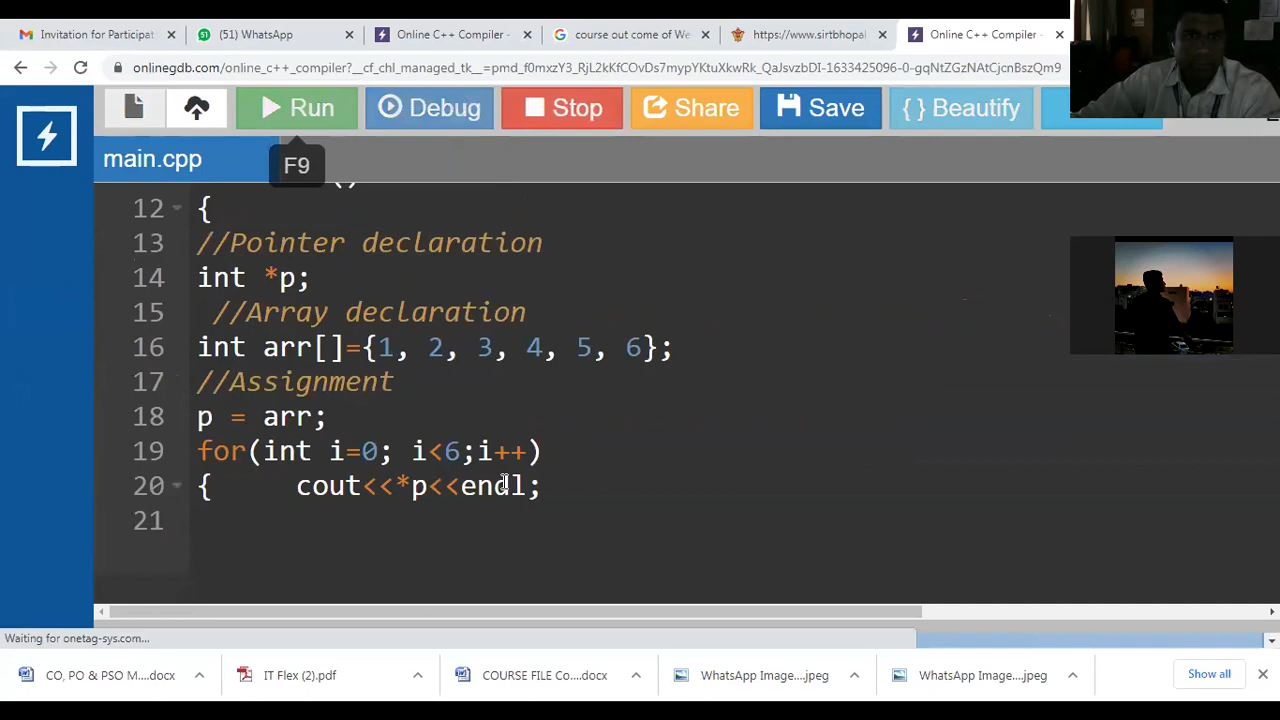 Invitation for Participat
(51) WhatsApp
Online C++ Compiler -
course out come of We
https://www.sirtbhopal
Online C++ Compiler -
onlinegdb.com/online_c++_compiler?__cf_chl_managed_tk__=pmd_f0mxzY3_RjL2kKfCOvDs7mypYKtuXkwRk_QaJsvzbDI-1633425096-0-gqNtZGzNAtCjcnBszQm9
Run
Debug
Stop
Share
Save
{ } Beautify
main.cpp
F9
12 {
13 //Pointer declaration
14 int *p;
15 //Array declaration
16 int arr[]={1, 2, 3, 4, 5, 6};
17 //Assignment
18 p = arr;
19 for(int i=0; i<6;i++)
20 { cout<<*p<<endl;
21
Waiting for onetag-sys.com...
CO, PO & PSO M....docx
IT Flex (2).pdf
COURSE FILE Co....docx
WhatsApp Image....jpeg
WhatsApp Image....jpeg
Show all